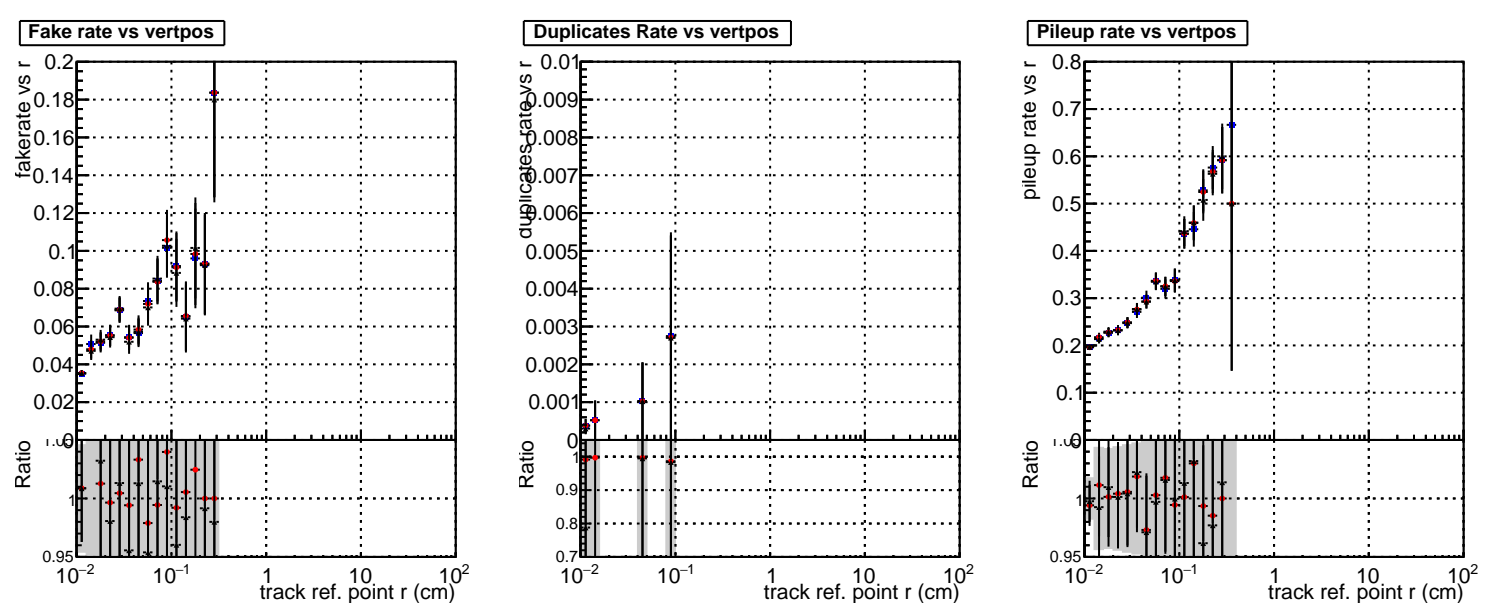 Fake rate vs vertpos
fakerate vs r
0.2
0.18
0.16
0.14
0.12
0.1
0.08
0.06
0.04
0.02
0
Ratio
1
0.95
10⁻² 10⁻¹ 1 10 10²
track ref. point r (cm)
Duplicates Rate vs vertpos
duplicates rate vs r
0.01
0.009
0.008
0.007
0.006
0.005
0.004
0.003
0.002
0.001
0
Ratio
1
0.9
0.8
0.7
10⁻² 10⁻¹ 1 10 10²
track ref. point r (cm)
Pileup rate vs vertpos
pileup rate vs r
0.8
0.7
0.6
0.5
0.4
0.3
0.2
0.1
0
Ratio
1
0.95
10⁻² 10⁻¹ 1 10 10²
track ref. point r (cm)